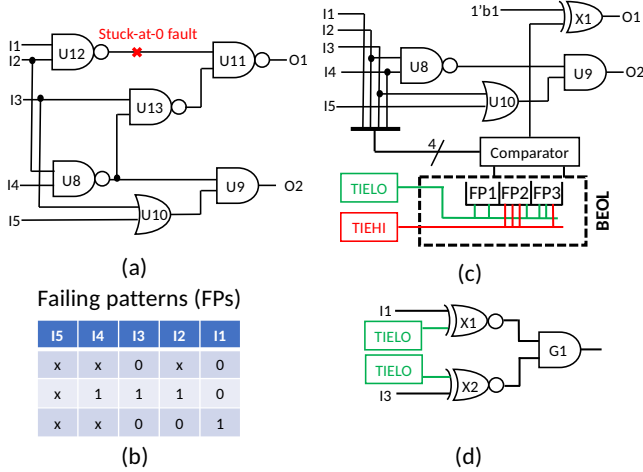 Stuck-at-0 fault
I1
I2
U12
U11
O1
I3
U13
I4
U8
U9
O2
I5
U10
(a)
I1
I2
I3
I4
I5
1'b1
X1
O1
U8
U9
O2
U10
4
Comparator
TIELO
FP1 FP2 FP3
TIEHI
BEOL
(c)
Failing patterns (FPs)
I5 I4 I3 I2 I1
x x 0 x 0
x 1 1 1 0
x x 0 0 1
(b)
I1
X1
TIELO
G1
TIELO
X2
I3
(d)